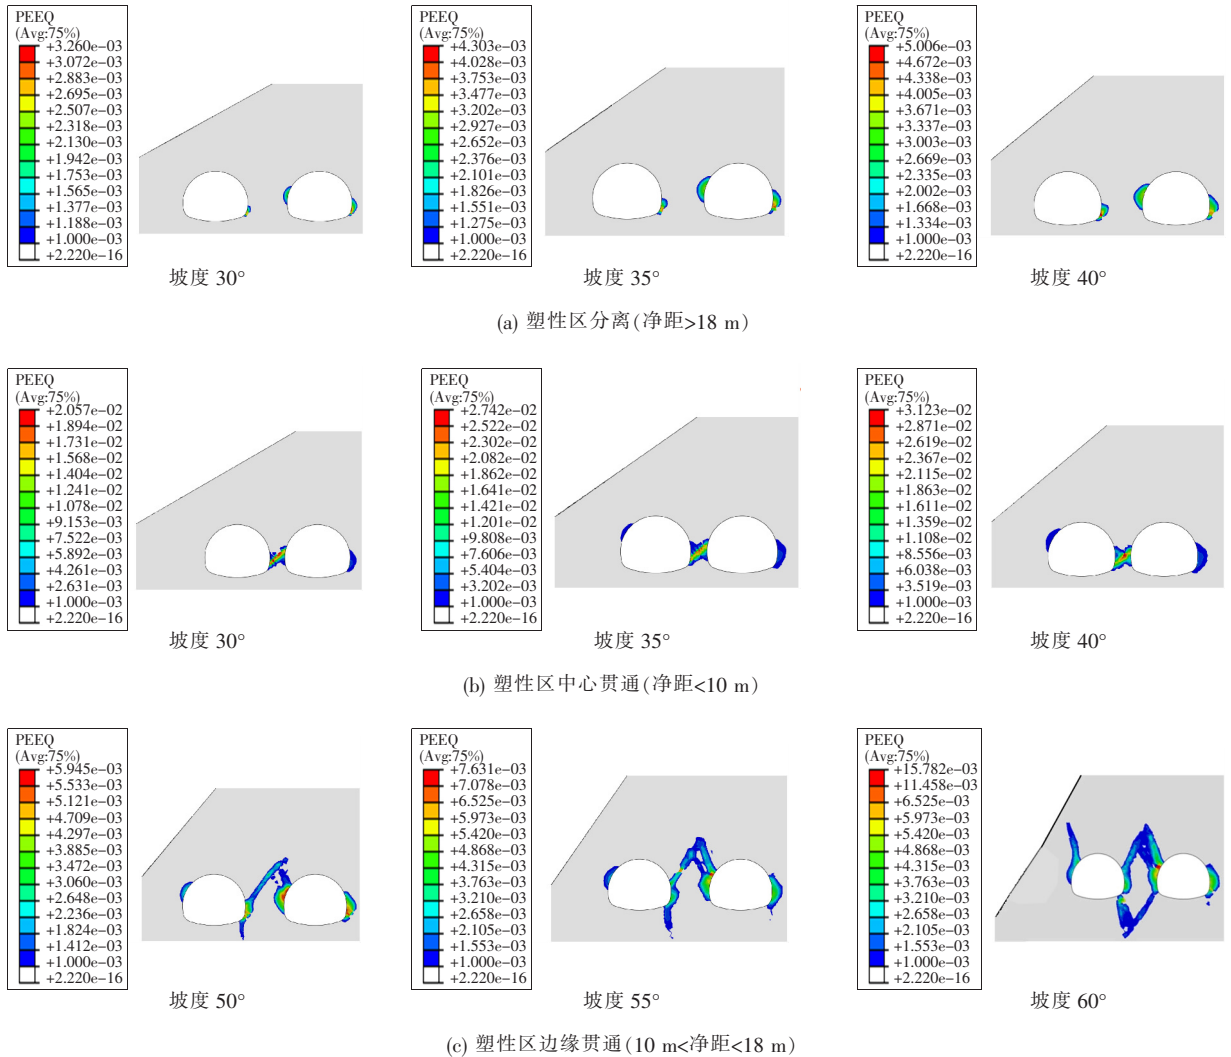 PEEQ
(Avg:75%)
+3.260e-03
+3.072e-03
+2.883e-03
+2.695e-03
+2.507e-03
+2.318e-03
+2.130e-03
+1.942e-03
+1.753e-03
+1.565e-03
+1.377e-03
+1.188e-03
+1.000e-03
+2.220e-16
坡度 30°
PEEQ
(Avg:75%)
+4.303e-03
+4.028e-03
+3.753e-03
+3.477e-03
+3.202e-03
+2.927e-03
+2.652e-03
+2.376e-03
+2.101e-03
+1.826e-03
+1.551e-03
+1.275e-03
+1.000e-03
+2.220e-16
坡度 35°
PEEQ
(Avg:75%)
+5.006e-03
+4.672e-03
+4.338e-03
+4.005e-03
+3.671e-03
+3.337e-03
+3.003e-03
+2.669e-03
+2.335e-03
+2.002e-03
+1.668e-03
+1.334e-03
+1.000e-03
+2.220e-16
坡度 40°
(a) 塑性区分离(净距>18 m)
PEEQ
(Avg:75%)
+2.057e-02
+1.894e-02
+1.731e-02
+1.568e-02
+1.404e-02
+1.241e-02
+1.078e-02
+9.153e-03
+7.522e-03
+5.892e-03
+4.261e-03
+2.631e-03
+1.000e-03
+2.220e-16
坡度 30°
PEEQ
(Avg:75%)
+2.742e-02
+2.522e-02
+2.302e-02
+2.082e-02
+1.862e-02
+1.641e-02
+1.421e-02
+1.201e-02
+9.808e-03
+7.606e-03
+5.404e-03
+3.202e-03
+1.000e-03
+2.220e-16
坡度 35°
PEEQ
(Avg:75%)
+3.123e-02
+2.871e-02
+2.619e-02
+2.367e-02
+2.115e-02
+1.863e-02
+1.611e-02
+1.359e-02
+1.108e-02
+8.556e-03
+6.038e-03
+3.519e-03
+1.000e-03
+2.220e-16
坡度 40°
(b) 塑性区中心贯通(净距<10 m)
PEEQ
(Avg:75%)
+5.945e-03
+5.533e-03
+5.121e-03
+4.709e-03
+4.297e-03
+3.885e-03
+3.472e-03
+3.060e-03
+2.648e-03
+2.236e-03
+1.824e-03
+1.412e-03
+1.000e-03
+2.220e-16
坡度 50°
PEEQ
(Avg:75%)
+7.631e-03
+7.078e-03
+6.525e-03
+5.973e-03
+5.420e-03
+4.868e-03
+4.315e-03
+3.763e-03
+3.210e-03
+2.658e-03
+2.105e-03
+1.553e-03
+1.000e-03
+2.220e-16
坡度 55°
PEEQ
(Avg:75%)
+15.782e-03
+11.458e-03
+6.525e-03
+5.973e-03
+5.420e-03
+4.868e-03
+4.315e-03
+3.763e-03
+3.210e-03
+2.658e-03
+2.105e-03
+1.553e-03
+1.000e-03
+2.220e-16
坡度 60°
(c) 塑性区边缘贯通(10 m<净距<18 m)